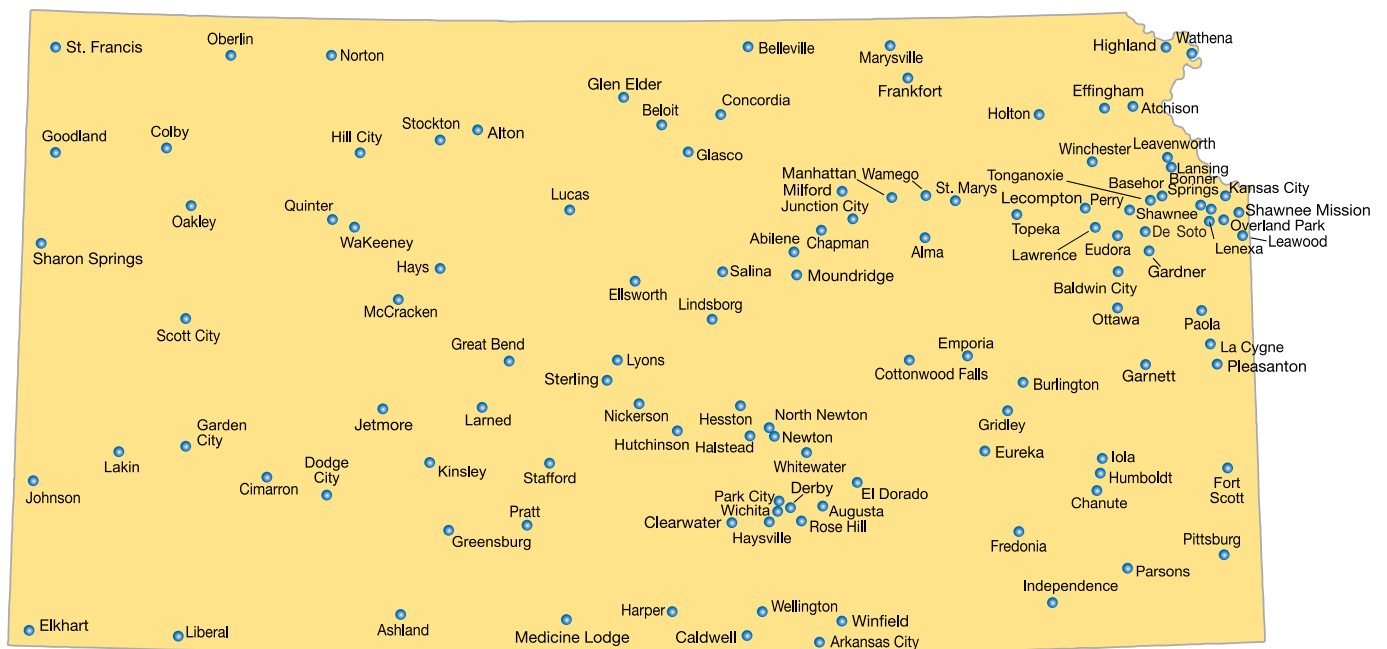 St. Francis
Oberlin
Norton
Belleville
Marysville
Highland
Wathena
Frankfort
Glen Elder
Beloit
Concordia
Effingham
Atchison
Holton
Goodland
Colby
Hill City
Stockton
Alton
Glasco
Winchester
Leavenworth
Lansing
Manhattan
Wamego
Tonganoxie
Basehor
Bonner
Springs
Kansas City
Milford
Junction City
St. Marys
Lecompton
Perry
Shawnee
Shawnee Mission
Overland Park
Leawood
Lenexa
De Soto
Oakley
Quinter
WaKeeney
Lucas
Topeka
Lawrence
Eudora
Gardner
Sharon Springs
Hays
Abilene
Chapman
Alma
Salina
Moundridge
Baldwin City
McCracken
Ellsworth
Lindsborg
Ottawa
Paola
Scott City
Great Bend
Lyons
Sterling
Emporia
Cottonwood Falls
La Cygne
Pleasanton
Garnett
Burlington
Jetmore
Larned
Nickerson
Hutchinson
Hesston
North Newton
Halstead
Newton
Gridley
Garden
City
Lakin
Johnson
Cimarron
Dodge
City
Kinsley
Stafford
Whitewater
Eureka
Iola
Humboldt
Chanute
Fort
Scott
El Dorado
Park City
Derby
Wichita
Augusta
Clearwater
Haysville
Rose Hill
Pratt
Greensburg
Fredonia
Pittsburg
Parsons
Independence
Elkhart
Liberal
Ashland
Medicine Lodge
Harper
Wellington
Caldwell
Winfield
Arkansas City